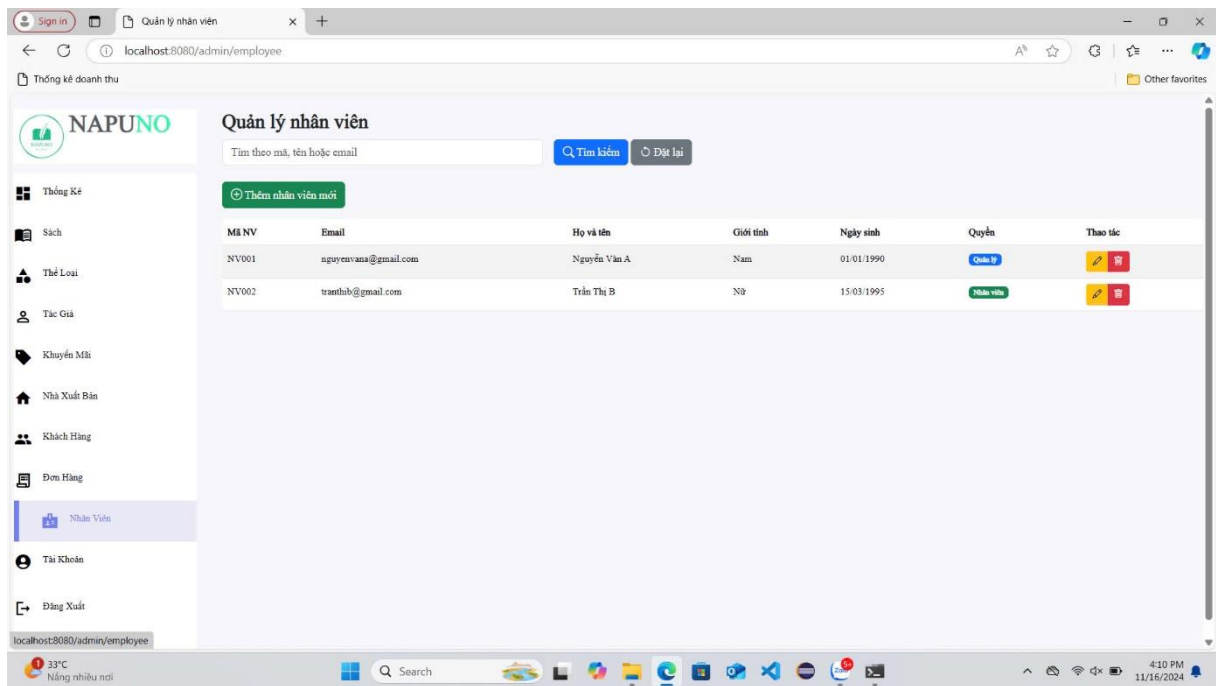 Sign in
Quản lý nhân viên
localhost:8080/admin/employee
Thống kê doanh thu
Other favorites
NAPUNO
Quản lý nhân viên
Tìm theo mã, tên hoặc email
Tìm kiếm
Đặt lại
Thêm nhân viên mới
Mã NV Email Họ và tên Giới tính Ngày sinh Quyền Thao tác
NV001 nguyenvana@gmail.com Nguyễn Văn A Nam 01/01/1990 Quản lý
NV002 tranthib@gmail.com Trần Thị B Nữ 15/03/1995 Nhân viên
Thống Kê
Sách
Thể Loại
Tác Giả
Khuyến Mãi
Nhà Xuất Bản
Khách Hàng
Đơn Hàng
Nhân Viên
Tài Khoản
Đăng Xuất
localhost:8080/admin/employee
1
33°C
Nắng nhiều nơi
Search
Zalo
5+
4:10 PM
11/16/2024